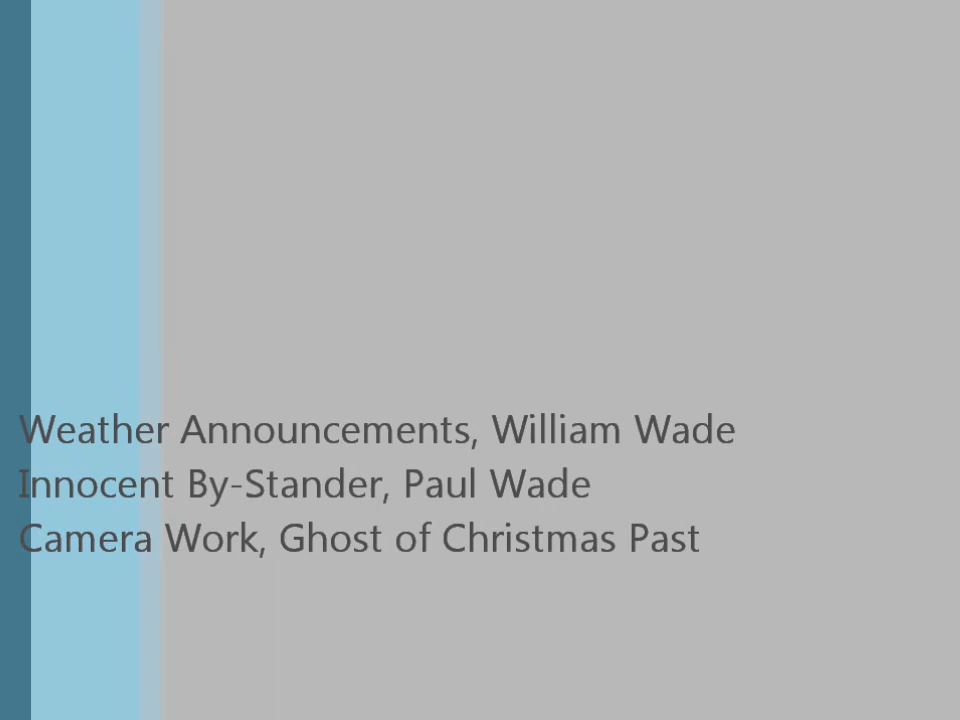 Weather Announcements, William Wade
Innocent By-Stander, Paul Wade
Camera Work, Ghost of Christmas Past